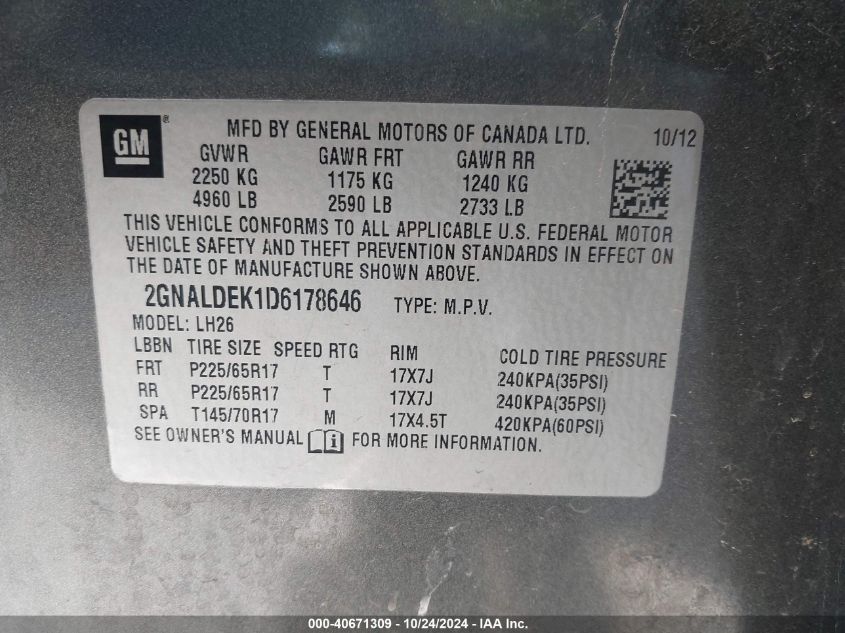 GM ® MFD BY GENERAL MOTORS OF CANADA LTD. 10/12
GVWR GAWR FRT GAWR RR
2250 KG 1175 KG 1240 KG
4960 LB 2590 LB 2733 LB
THIS VEHICLE CONFORMS TO ALL APPLICABLE U.S. FEDERAL MOTOR
VEHICLE SAFETY AND THEFT PREVENTION STANDARDS IN EFFECT ON
THE DATE OF MANUFACTURE SHOWN ABOVE.
2GNALDEK1D6178646 TYPE: M.P.V.
MODEL: LH26
LBBN TIRE SIZE SPEED RTG RIM COLD TIRE PRESSURE
FRT P225/65R17 T 17X7J 240KPA(35PSI)
RR P225/65R17 T 17X7J 240KPA(35PSI)
SPA T145/70R17 M 17X4.5T 420KPA(60PSI)
SEE OWNER'S MANUAL i FOR MORE INFORMATION.
000-40671309 - 10/24/2024 - IAA Inc.